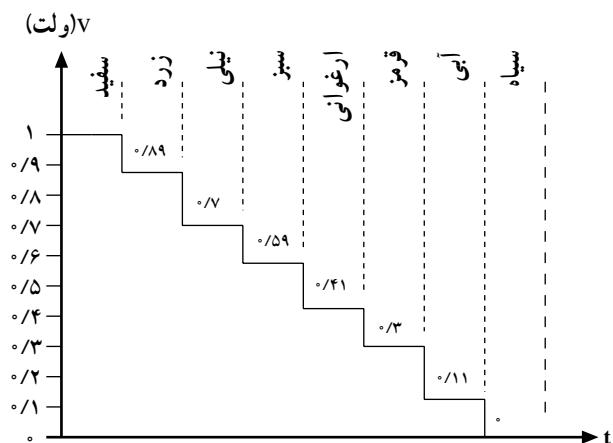 v(ولت)
سفید
زرد
نیلی
سبز
ارغوانی
قرمز
آبی
سیاه
۱
۰/۹
۰/۸
۰/۷
۰/۶
۰/۵
۰/۴
۰/۳
۰/۲
۰/۱
۰
۰/۸۹
۰/۷
۰/۵۹
۰/۴۱
۰/۳
۰/۱۱
۰
t